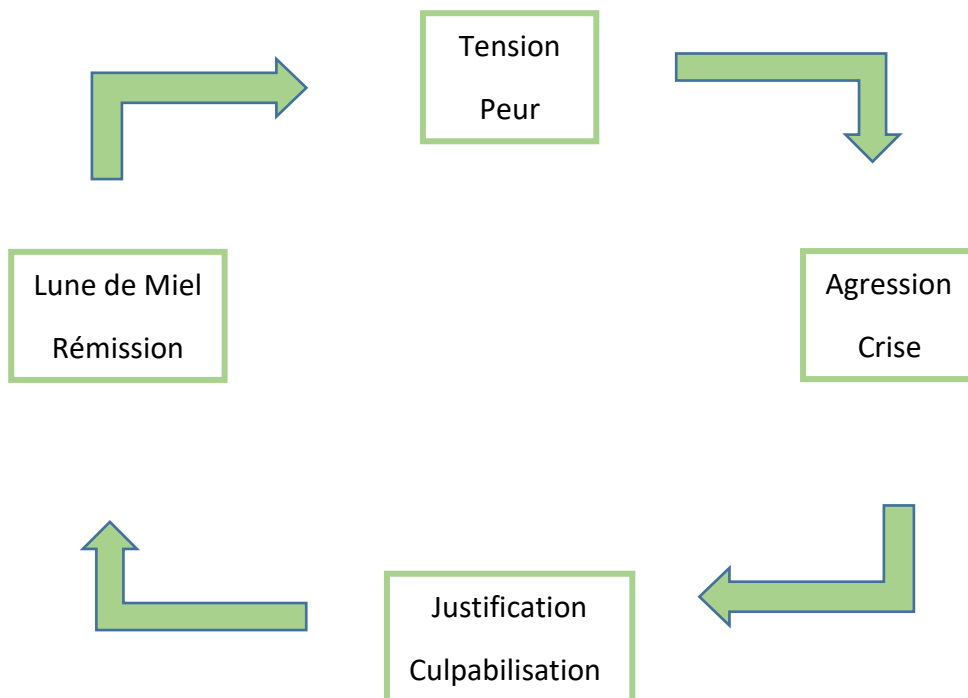 Tension
Peur
Lune de Miel
Rémission
Agression
Crise
Justification
Culpabilisation